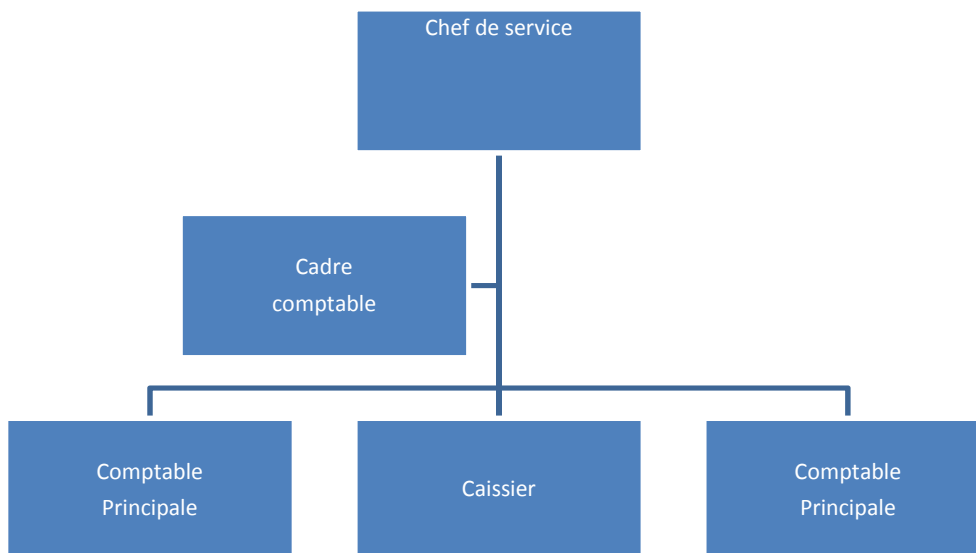 Chef de service
Cadre
comptable
Comptable
Principale
Caissier
Comptable
Principale